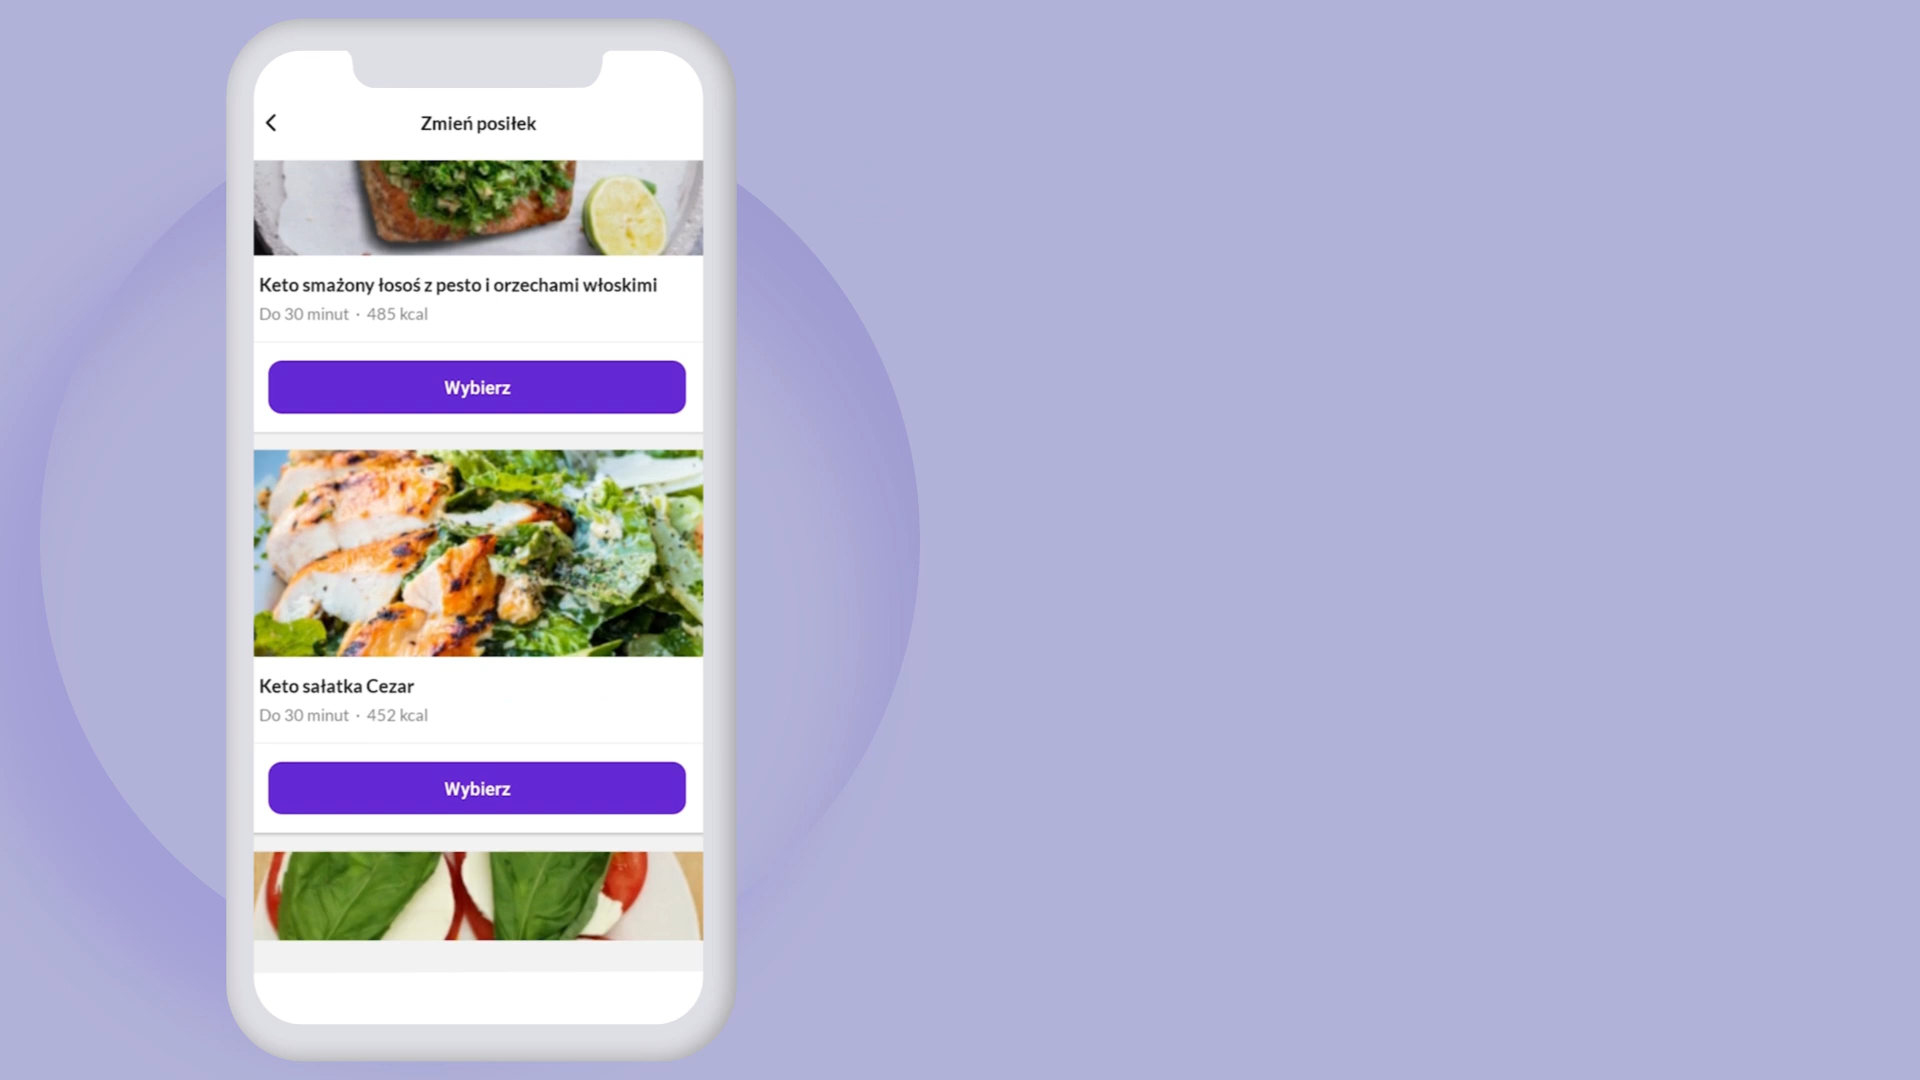 Zmień posiłek
Keto smażony łosoś z pesto i orzechami włoskimi
Do 30 minut · 485 kcal
Wybierz
Keto sałatka Cezar
Do 30 minut · 452 kcal
Wybierz